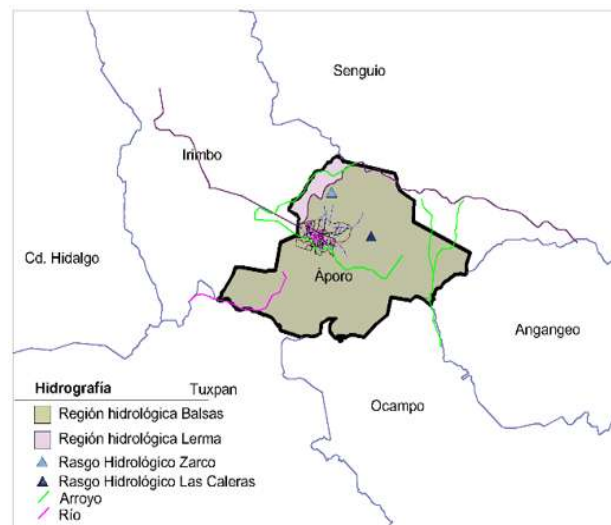 Senguio
Irimbo
Cd. Hidalgo
Áporo
Angangeo
Tuxpan
Ocampo
Hidrografía
Región hidrológica Balsas
Región hidrológica Lerma
Rasgo Hidrológico Zarco
Rasgo Hidrológico Las Caleras
Arroyo
Río